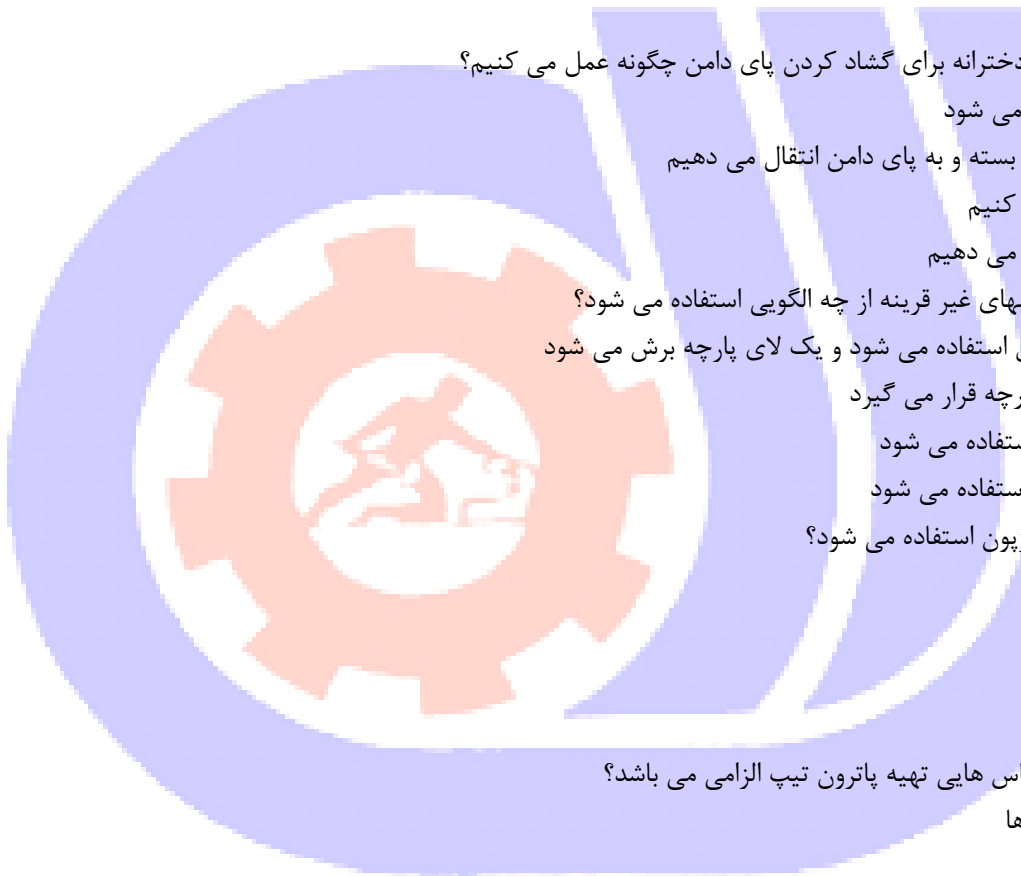 دخترانه برای گشاد کردن پای دامن چگونه عمل می کنیم؟
می شود
بسته و به پای دامن انتقال می دهیم
کنیم
می دهیم
های غیر قرینه از چه الگویی استفاده می شود؟
استفاده می شود و یک لای پارچه برش می شود
رچه قرار می گیرد
ستفاده می شود
ستفاده می شود
پون استفاده می شود؟
اس هایی تهیه پاترون تیپ الزامی می باشد؟
ها